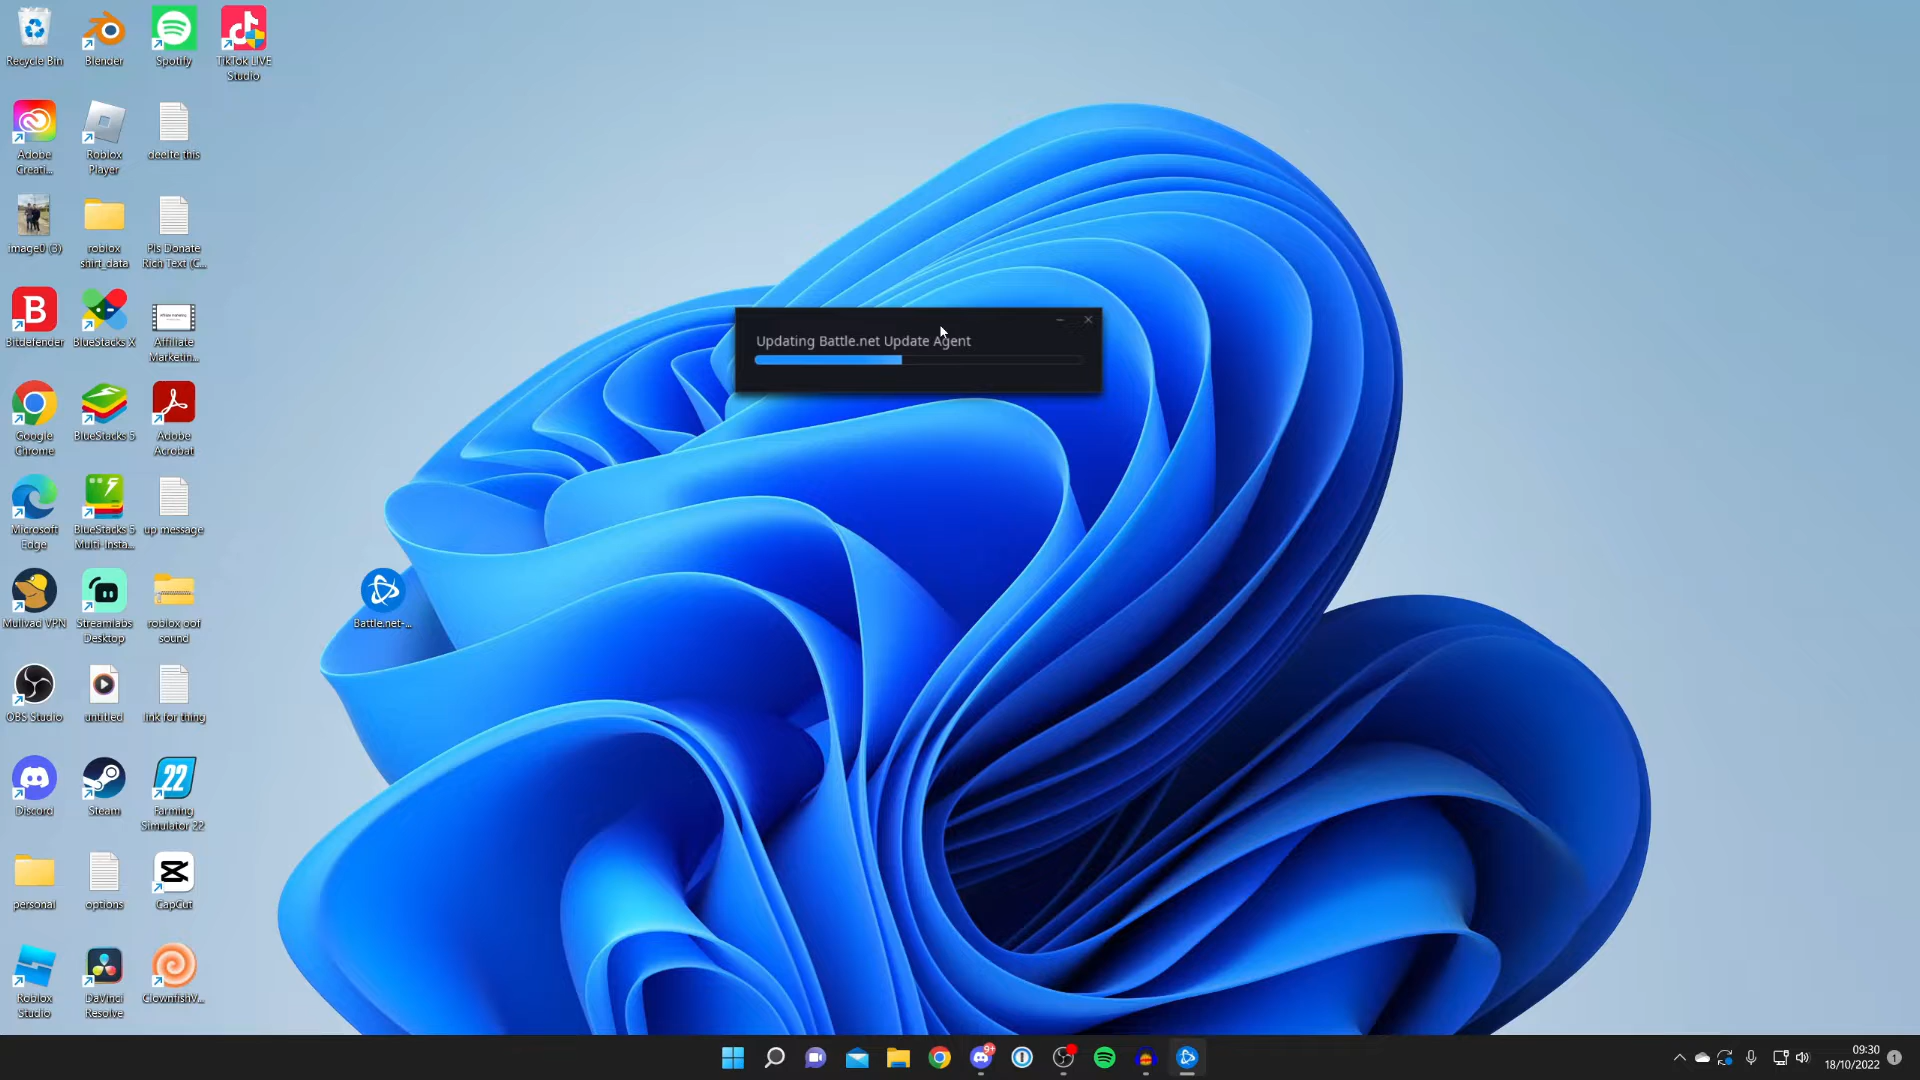 Recycle Bin
Blender
Spotify
TikTok LIVE
Studio
Adobe
Creati...
Roblox
Player
deelte this
image0 (3)
roblox
shirt_data
Pls Donate
Rich Text (C...
Bitdefender
BlueStacks X
Affiliate
Marketin...
Google
Chrome
BlueStacks 5
Adobe
Acrobat
Microsoft
Edge
BlueStacks 5
Multi-Insta...
up message
Mullvad VPN
Streamlabs
Desktop
roblox oof
sound
OBS Studio
untitled
link for thing
Discord
Steam
22
Farming
Simulator 22
personal
options
CapCut
Roblox
Studio
DaVinci
Resolve
ClownfishV...
Battle.net-...
Updating Battle.net Update Agent
9+
09:30
18/10/2022
1